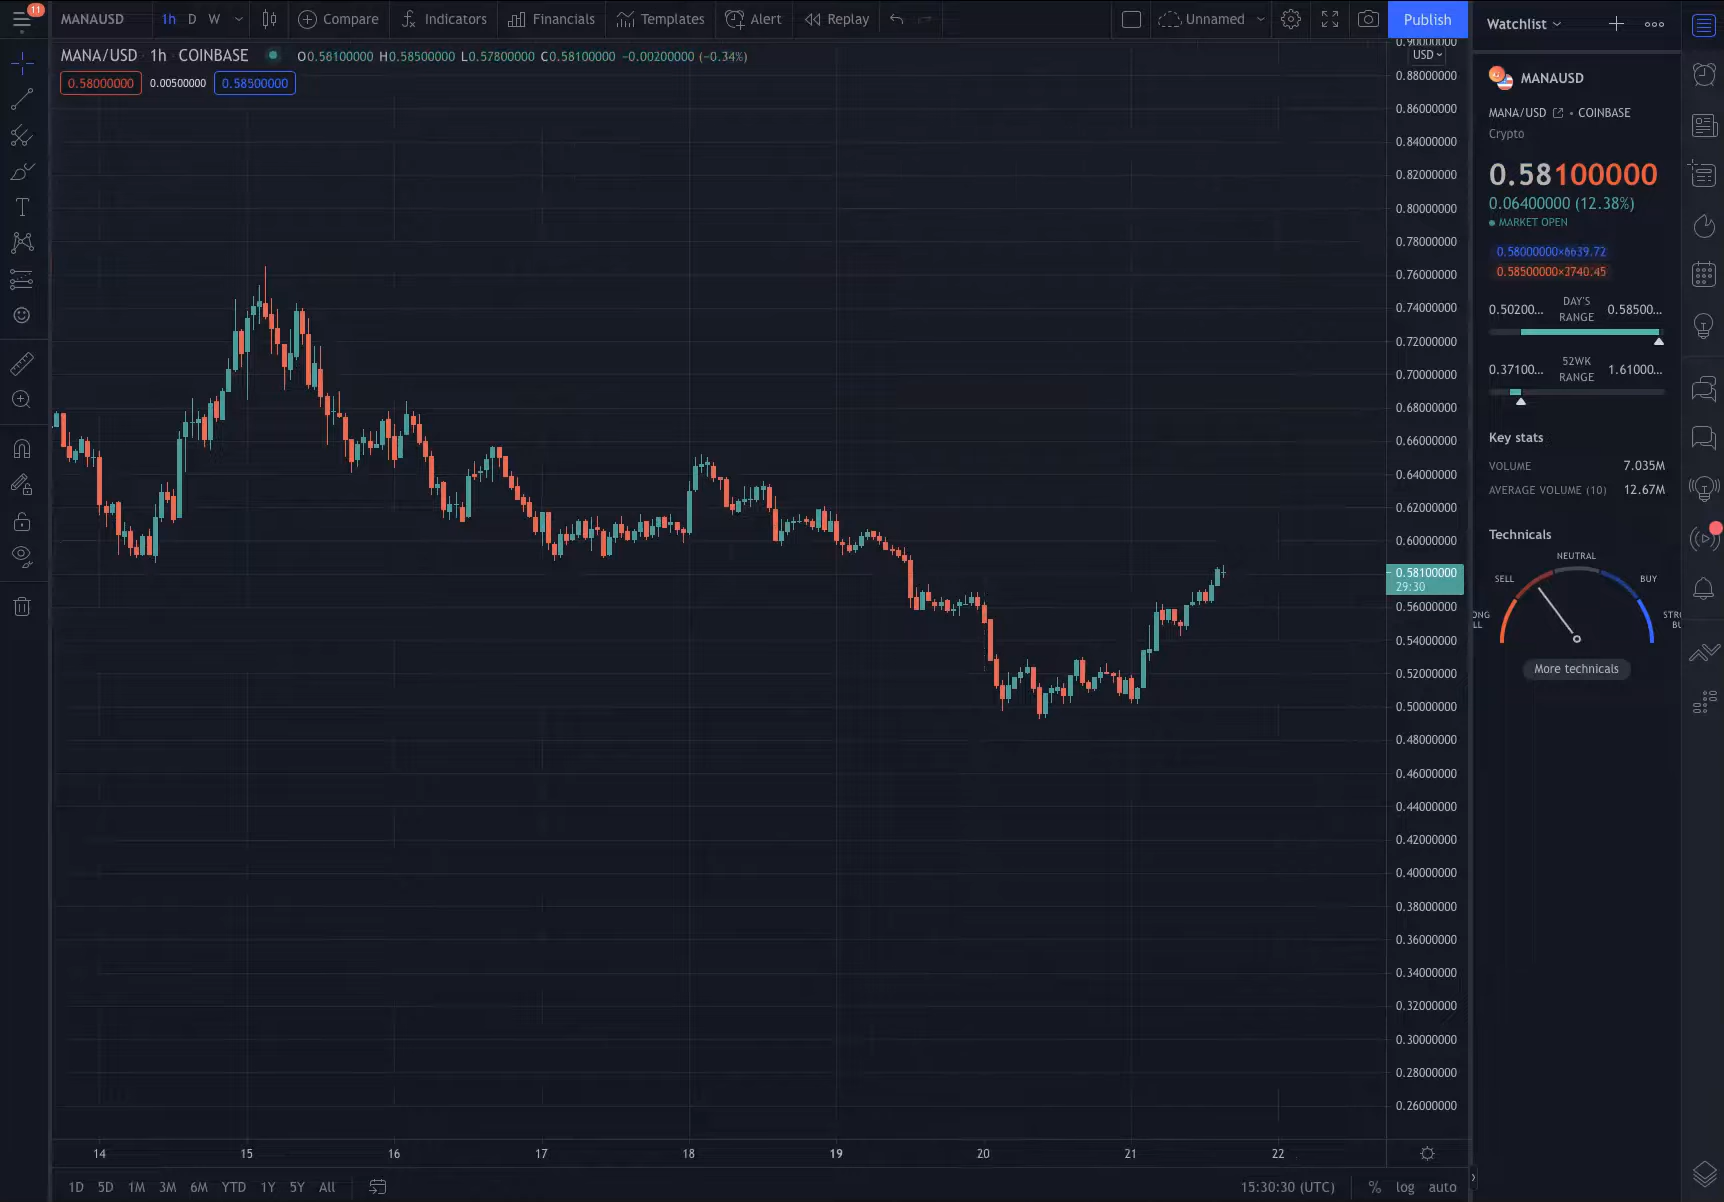 11
MANAUSD
1h D W
Compare
Indicators
Financials
Templates
Alert
Replay
Unnamed
Publish
MANA/USD 1h COINBASE
O0.58100000 H0.58500000 L0.57800000 C0.58100000 −0.00200000 (−0.34%)
0.58000000 0.00500000 0.58500000
0.90000000
USD
0.88000000
0.86000000
0.84000000
0.82000000
0.80000000
0.78000000
0.76000000
0.74000000
0.72000000
0.70000000
0.68000000
0.66000000
0.64000000
0.62000000
0.60000000
0.58100000
29:30
0.56000000
0.54000000
0.52000000
0.50000000
0.48000000
0.46000000
0.44000000
0.42000000
0.40000000
0.38000000
0.36000000
0.34000000
0.32000000
0.30000000
0.28000000
0.26000000
14 15 16 17 18 19 20 21 22
1D 5D 1M 3M 6M YTD 1Y 5Y All
15:30:30 (UTC) % log auto
Watchlist
MANAUSD
MANA/USD • COINBASE
Crypto
0.58100000
0.06400000 (12.38%)
MARKET OPEN
0.58000000×6639.72
0.58500000×3740.45
0.50200... DAY'S RANGE 0.58500...
0.37100... 52WK RANGE 1.61000...
Key stats
VOLUME 7.035M
AVERAGE VOLUME (10) 12.67M
Technicals
NEUTRAL
SELL BUY
ONG STR
LL BU
More technicals